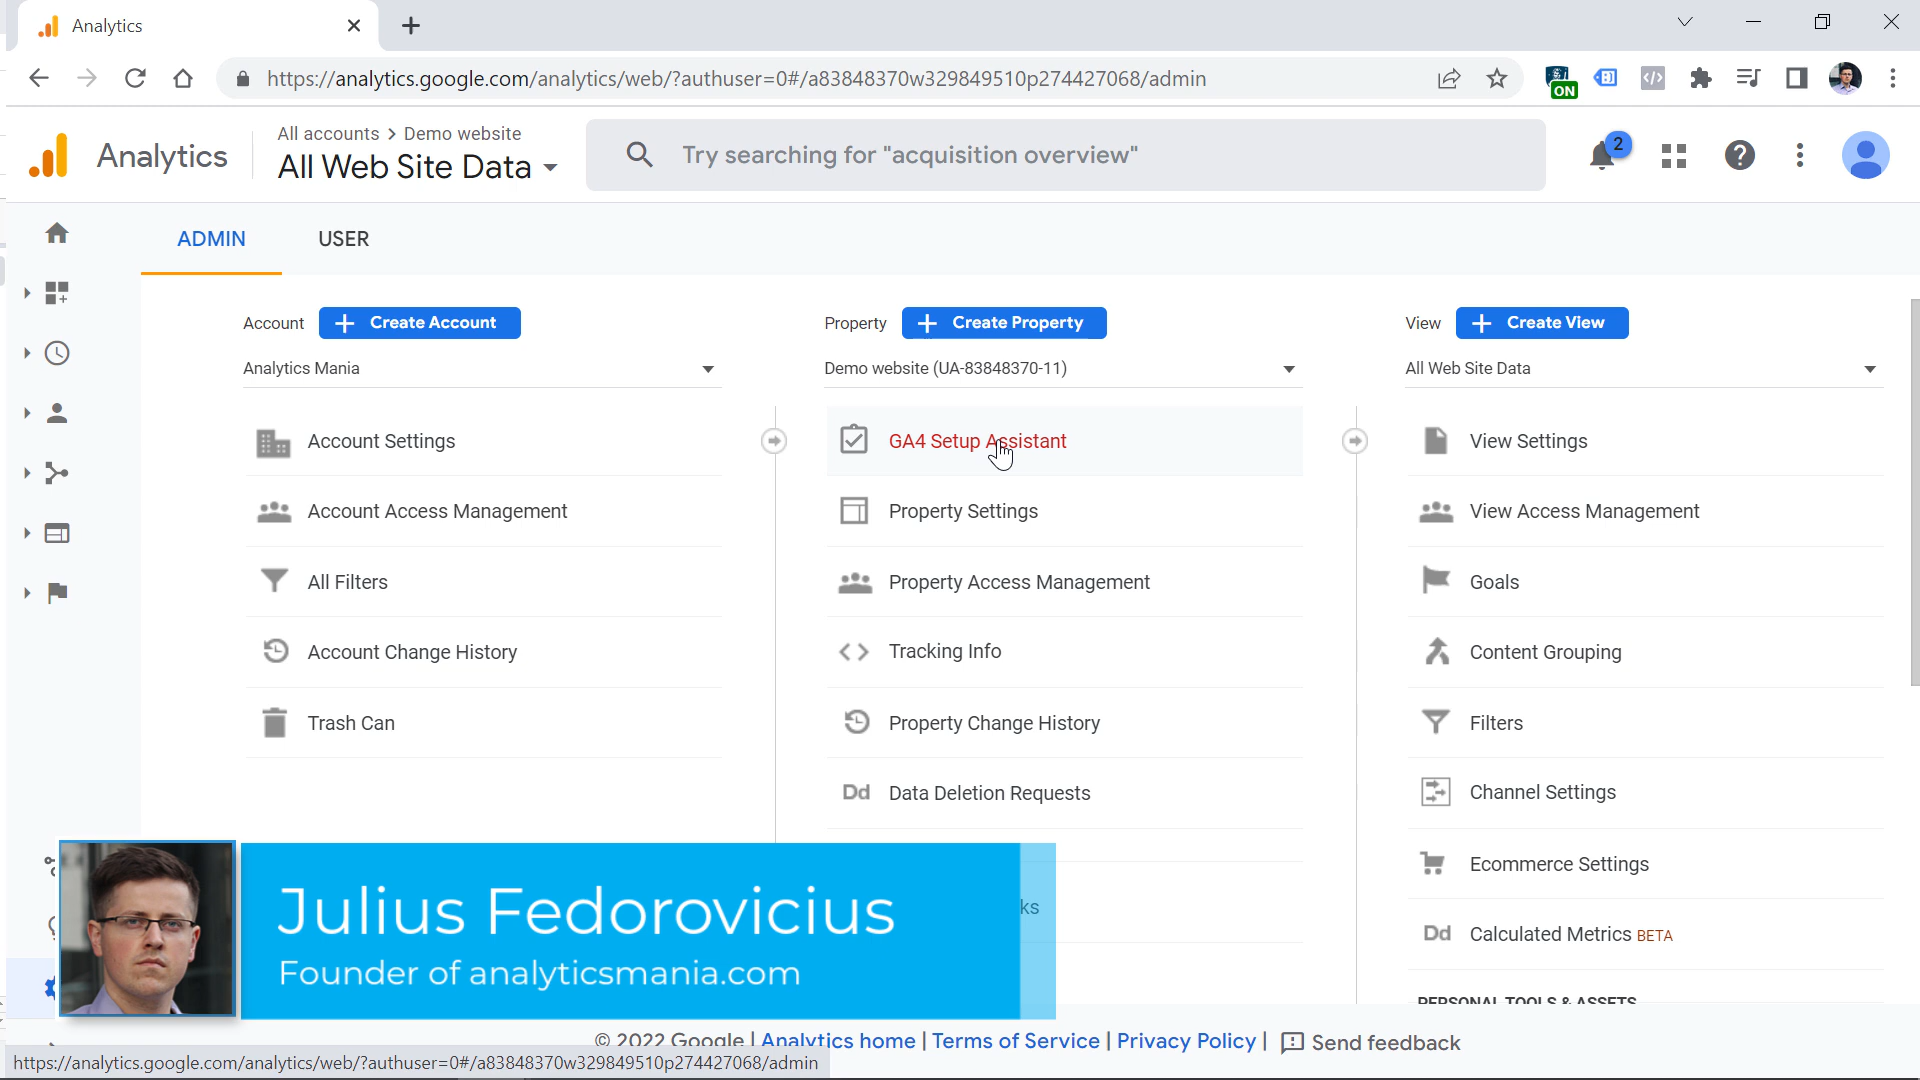 Analytics
https://analytics.google.com/analytics/web/?authuser=0#/a83848370w329849510p274427068/admin
ON
Analytics
All accounts > Demo website
All Web Site Data
Try searching for "acquisition overview"
2
ADMIN
USER
Account
Create Account
Analytics Mania
Account Settings
Account Access Management
All Filters
Account Change History
Trash Can
Property
Create Property
Demo website (UA-83848370-11)
GA4 Setup Assistant
Property Settings
Property Access Management
Tracking Info
Property Change History
Dd Data Deletion Requests
ks
View
Create View
All Web Site Data
View Settings
View Access Management
Goals
Content Grouping
Filters
Channel Settings
Ecommerce Settings
Dd Calculated Metrics BETA
PERSONAL TOOLS & ASSETS
Julius Fedorovicius
Founder of analyticsmania.com
© 2022 Google | Analytics home | Terms of Service | Privacy Policy | Send feedback
https://analytics.google.com/analytics/web/?authuser=0#/a83848370w329849510p274427068/admin